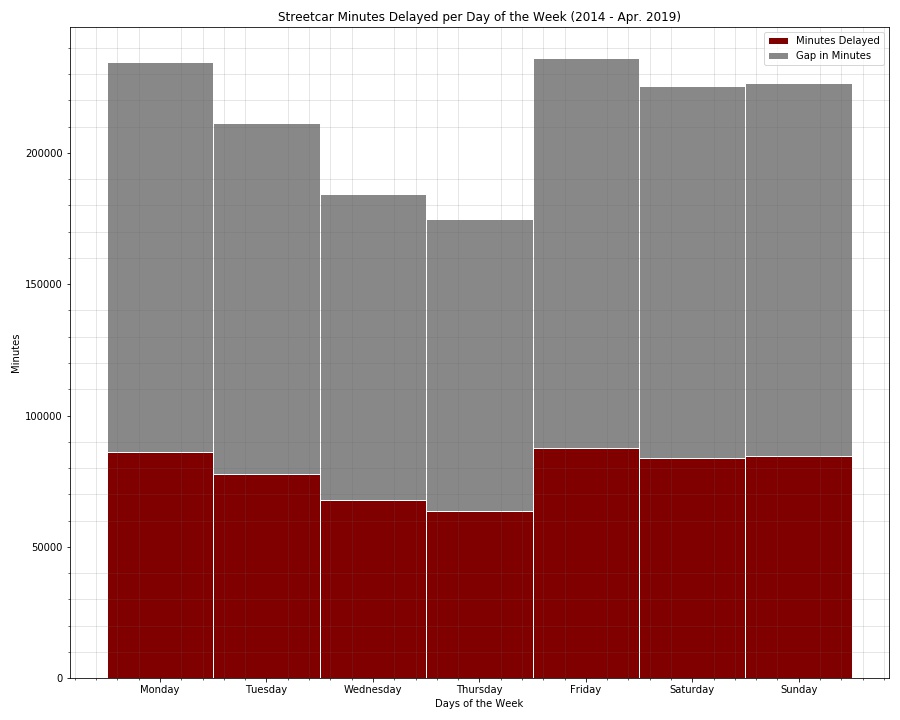 Streetcar Minutes Delayed per Day of the Week (2014 - Apr. 2019)
Minutes Delayed
Gap in Minutes
200000
150000
100000
50000
0
Minutes
Monday Tuesday Wednesday Thursday Friday Saturday Sunday
Days of the Week